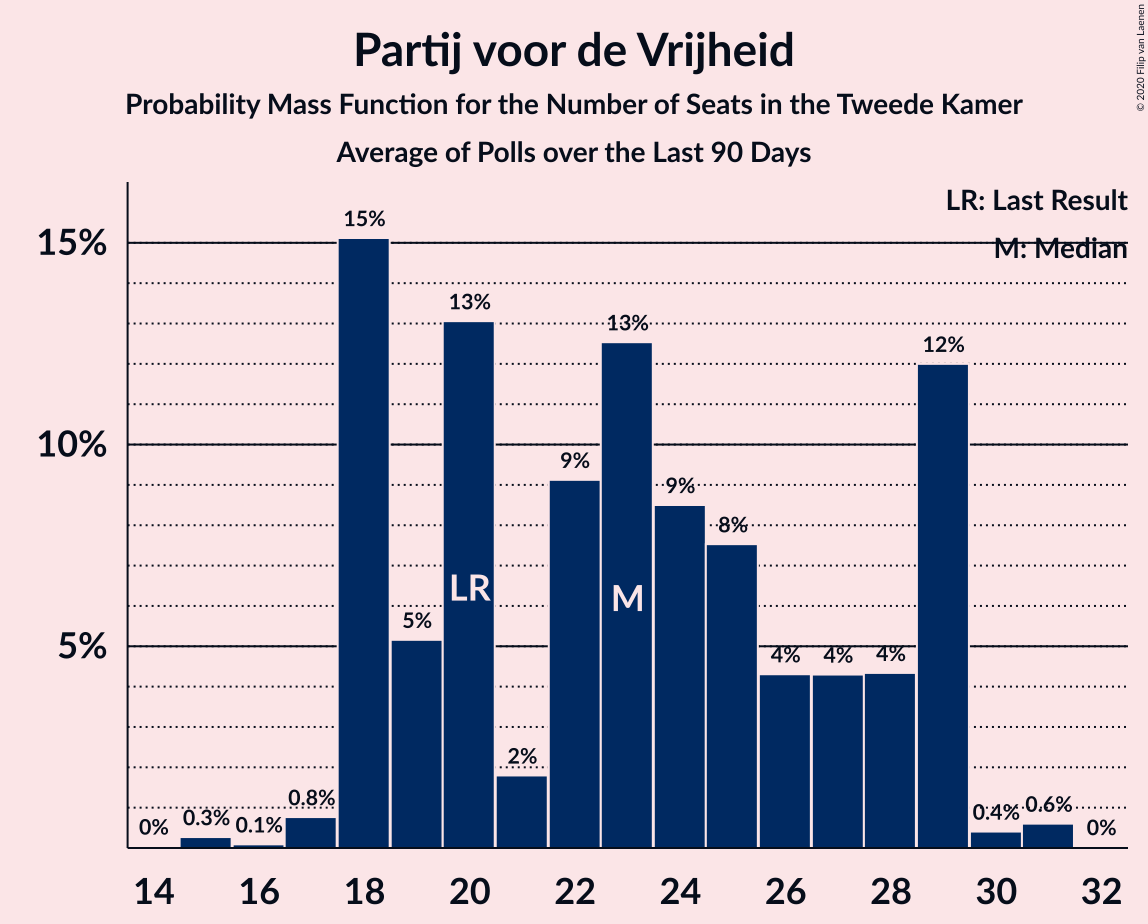 Partij voor de Vrijheid
Probability Mass Function for the Number of Seats in the Tweede Kamer
Average of Polls over the Last 90 Days
© 2020 Filip van Laenen
LR: Last Result
M: Median
15%
10%
5%
0%
0.3%
0.1%
0.8%
15%
5%
13%
2%
9%
13%
9%
8%
4%
4%
4%
12%
0.4%
0.6%
0%
LR
M
14 16 18 20 22 24 26 28 30 32